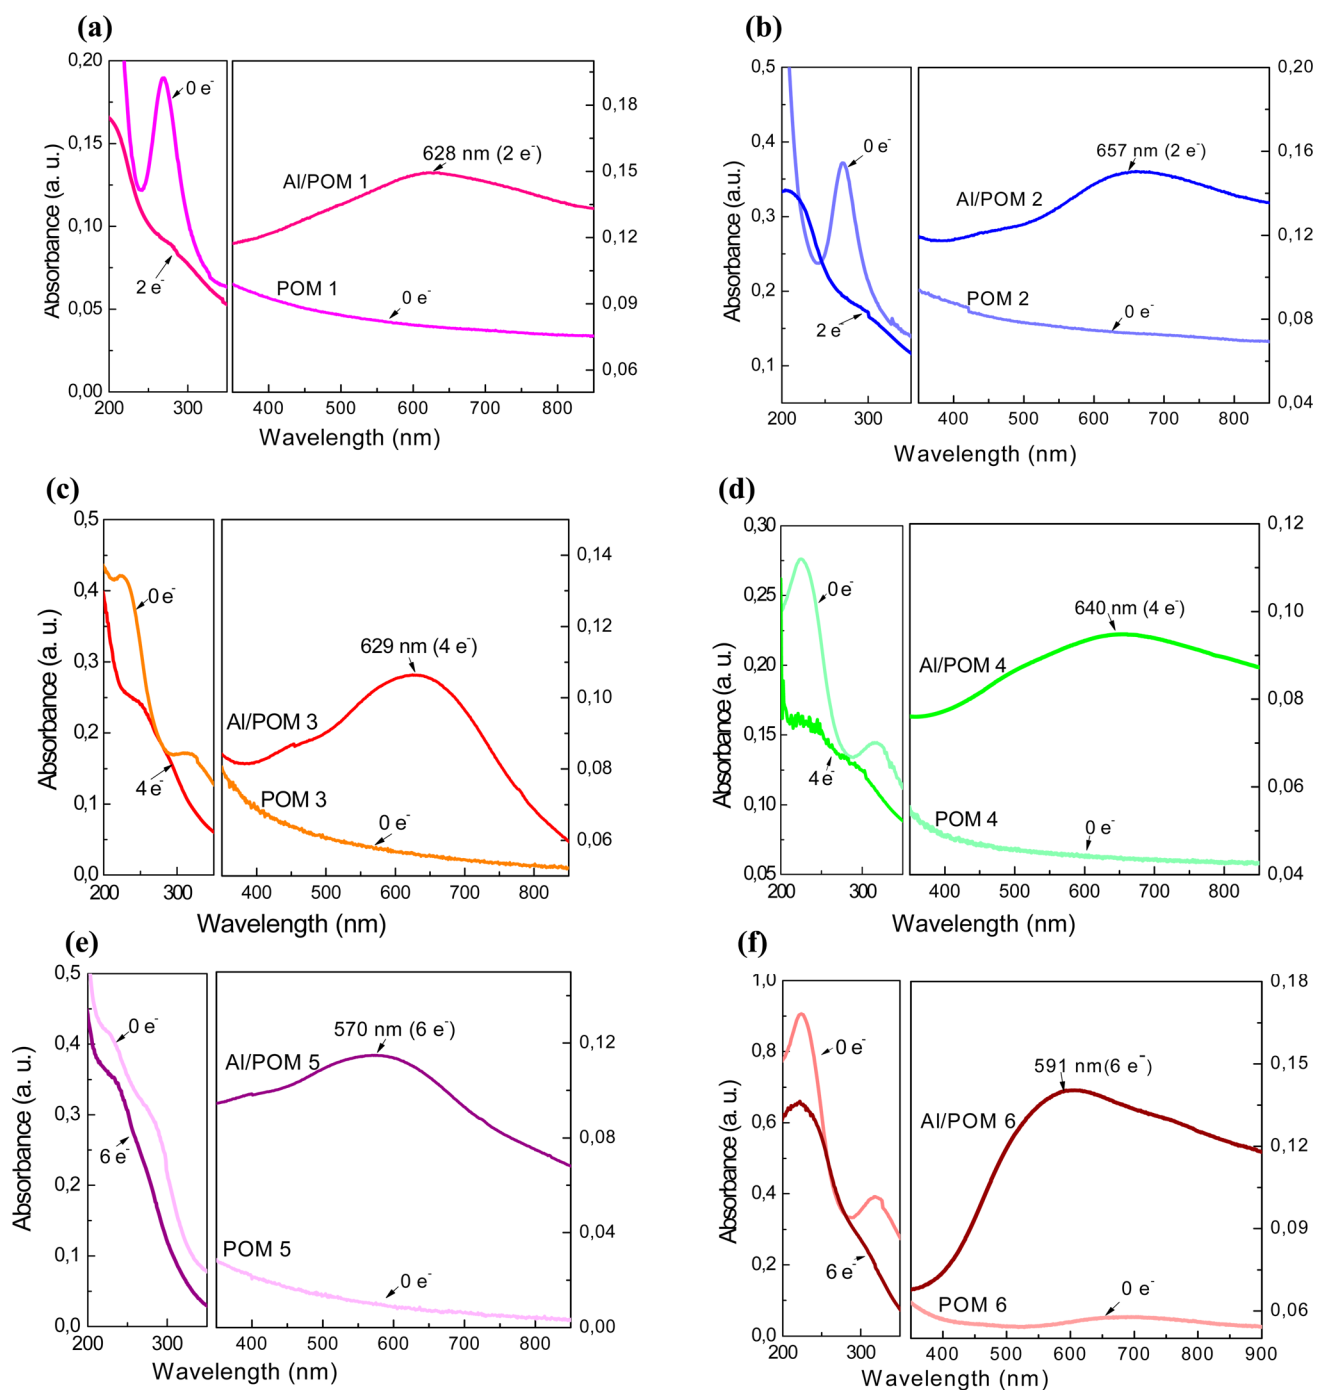 (a)
0,20
0,15
0,10
0,05
0,00
Absorbance (a. u.)
0 e-
2 e-
200 300
628 nm (2 e-)
Al/POM 1
POM 1
0 e-
0,18
0,15
0,12
0,09
0,06
400 500 600 700 800
Wavelength (nm)
(b)
0,5
0,4
0,3
0,2
0,1
Absorbance (a.u.)
0 e-
2 e-
200 300
657 nm (2 e-)
Al/POM 2
POM 2
0 e-
0,20
0,16
0,12
0,08
0,04
400 500 600 700 800
Wavelength (nm)
(c)
0,5
0,4
0,3
0,2
0,1
0,0
Absorbance (a. u.)
0 e-
4 e-
200 300
629 nm (4 e-)
Al/POM 3
POM 3
0 e-
0,14
0,12
0,10
0,08
0,06
400 500 600 700 800
Wavelength (nm)
(d)
0,30
0,25
0,20
0,15
0,10
0,05
Absorbance (a. u.)
0 e-
4 e-
200 300
640 nm (4 e-)
Al/POM 4
POM 4
0 e-
0,12
0,10
0,08
0,06
0,04
400 500 600 700 800
Wavelength (nm)
(e)
0,5
0,4
0,3
0,2
0,1
0,0
Absorbance (a. u.)
0 e-
6 e-
200 300
570 nm (6 e-)
Al/POM 5
POM 5
0 e-
0,12
0,08
0,04
0,00
400 500 600 700 800
Wavelength (nm)
(f)
1,0
0,8
0,6
0,4
0,2
0,0
Absorbance (a. u.)
0 e-
6 e-
200 300
591 nm(6 e-)
Al/POM 6
POM 6
0 e-
0,18
0,15
0,12
0,09
0,06
400 500 600 700 800 900
Wavelength (nm)